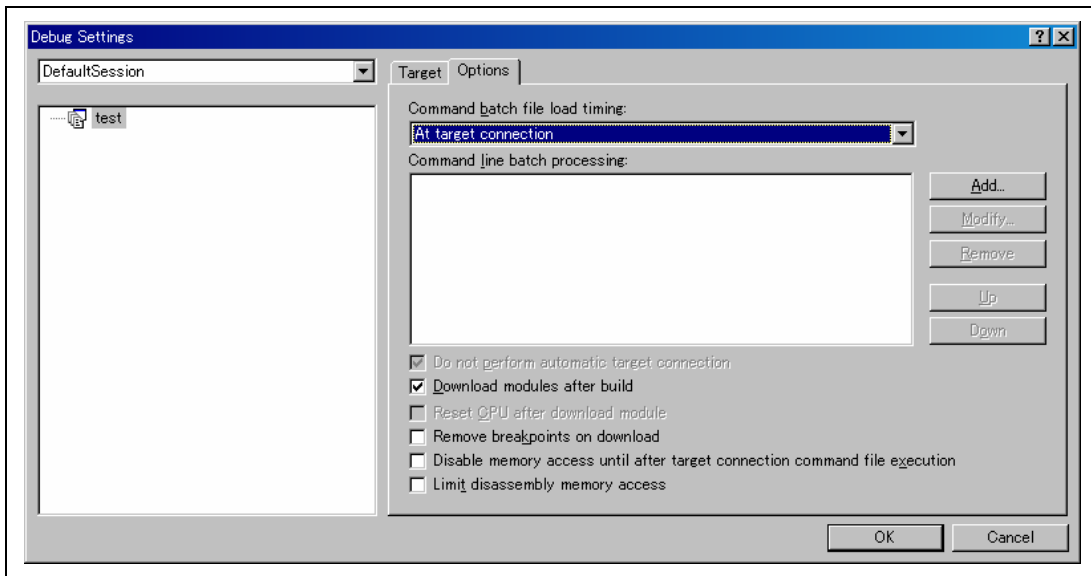 Debug Settings
DefaultSession
Target Options
test
Command batch file load timing:
At target connection
Command line batch processing:
Add...
Modify...
Remove
Up
Down
Do not perform automatic target connection
Download modules after build
Reset CPU after download module
Remove breakpoints on download
Disable memory access until after target connection command file execution
Limit disassembly memory access
OK Cancel